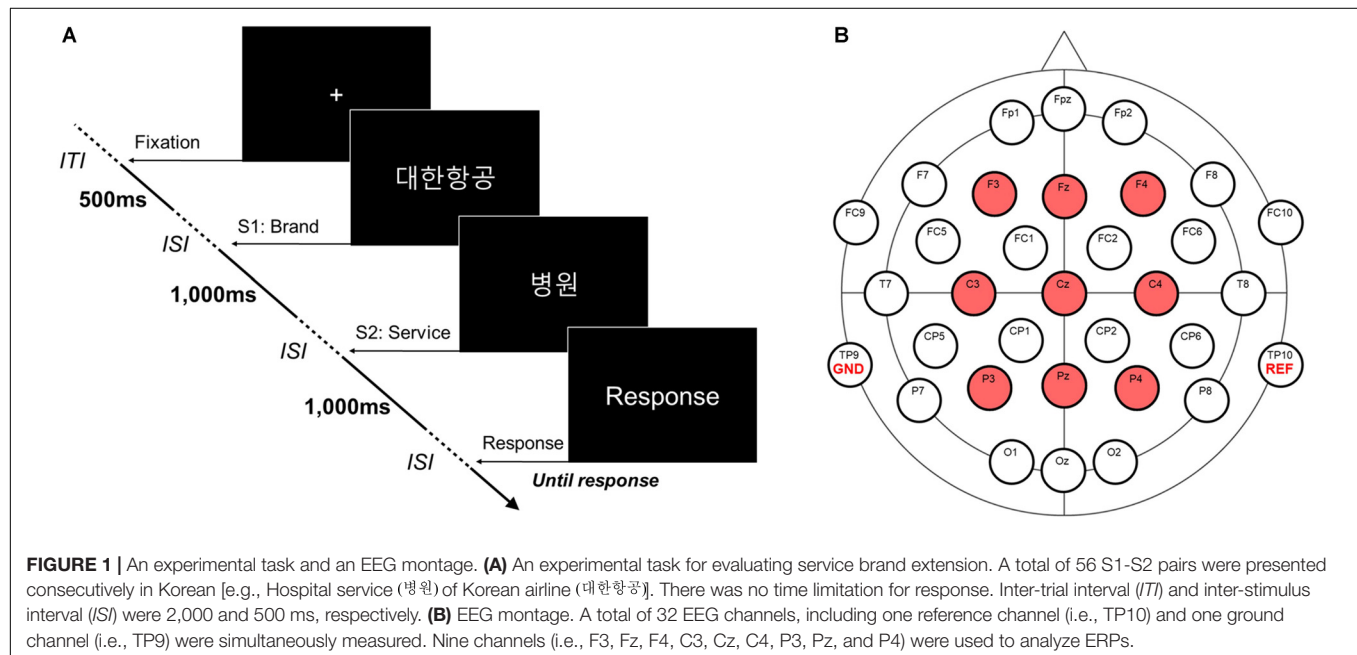 A
+
Fixation
ITI
500ms
대한항공
S1: Brand
ISI
1,000ms
병원
S2: Service
ISI
1,000ms
Response
Response
ISI
Until response
B
Fp1 Fpz Fp2
F7 F3 Fz F4 F8
FC9 FC5 FC1 FC2 FC6 FC10
T7 C3 Cz C4 T8
TP9 CP5 CP1 CP2 CP6 TP10
GND REF
P7 P3 Pz P4 P8
O1 Oz O2
FIGURE 1 | An experimental task and an EEG montage. (A) An experimental task for evaluating service brand extension. A total of 56 S1-S2 pairs were presented
consecutively in Korean [e.g., Hospital service (병원) of Korean airline (대한항공)]. There was no time limitation for response. Inter-trial interval (ITI) and inter-stimulus
interval (ISI) were 2,000 and 500 ms, respectively. (B) EEG montage. A total of 32 EEG channels, including one reference channel (i.e., TP10) and one ground
channel (i.e., TP9) were simultaneously measured. Nine channels (i.e., F3, Fz, F4, C3, Cz, C4, P3, Pz, and P4) were used to analyze ERPs.